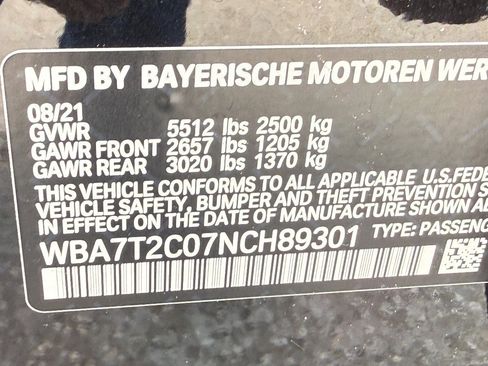 MFD BY BAYERISCHE MOTOREN WER
08/21
GVWR 5512 lbs 2500 kg
GAWR FRONT 2657 lbs 1205 kg
GAWR REAR 3020 lbs 1370 kg
THIS VEHICLE CONFORMS TO ALL APPLICABLE U.S.FEDE
VEHICLE SAFETY, BUMPER AND THEFT PREVENTION S
IN EFFECT ON THE DATE OF MANUFACTURE SHOWN AB
WBA7T2C07NCH89301 TYPE: PASSENG